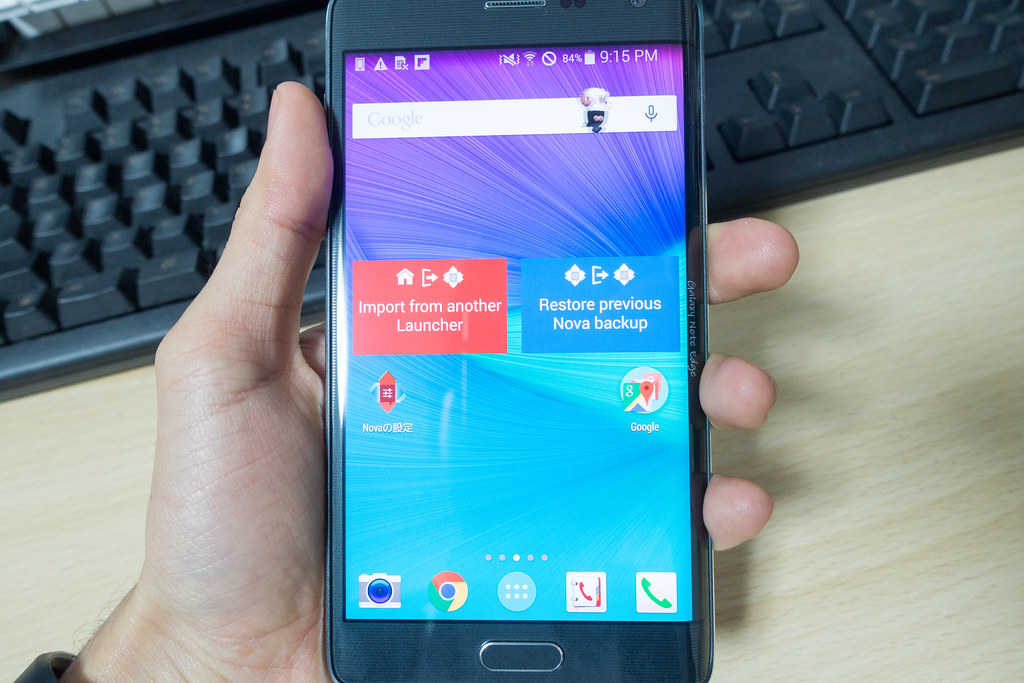 84% 9:15 PM
Google
Import from another
Launcher
Restore previous
Nova backup
Galaxy Note Edge
Novaの設定
8
Google